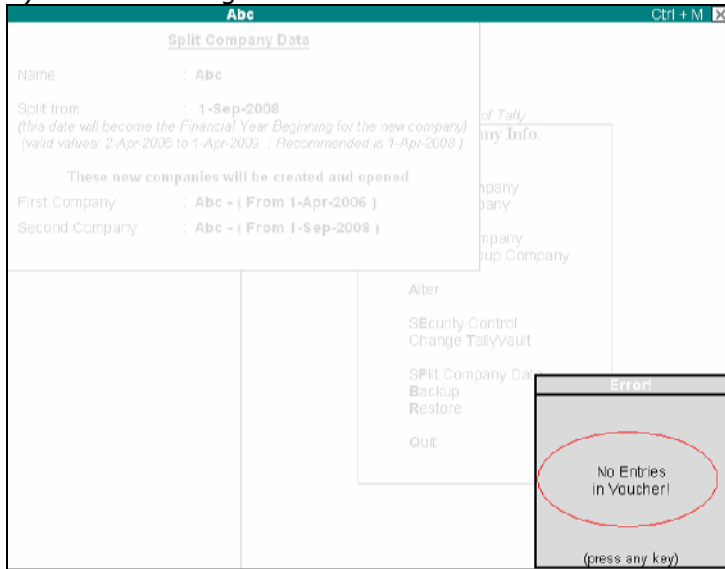 Abc
Ctrl + M X
Split Company Data
Name : Abc
Split from : 1-Sep-2008
(this date will become the Financial Year Beginning for the new company)
(valid values: 2-Apr-2006 to 1-Apr-2009 : Recommended is 1-Apr-2008 )
These new companies will be created and opened
First Company : Abc - ( From 1-Apr-2006 )
Second Company : Abc - ( From 1-Sep-2008 )
of Tally ....
ny Info.
pany
pany
mpany
up Company
Alter
SEcurity Control
Change TallyVault
SPlit Company Data
Backup
Restore
Quit
Error!
No Entries
in Voucher!
(press any key)